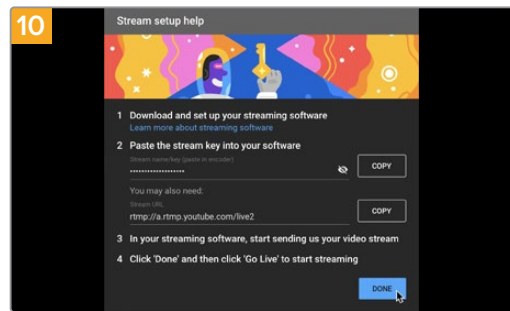 10
Stream setup help
1 Download and set up your streaming software
Learn more about streaming software
2 Paste the stream key into your software
Stream name/key (paste in encoder)
••••••••••••••••••••
COPY
You may also need:
Stream URL
rtmp://a.rtmp.youtube.com/live2
COPY
3 In your streaming software, start sending us your video stream
4 Click 'Done' and then click 'Go Live' to start streaming
DONE